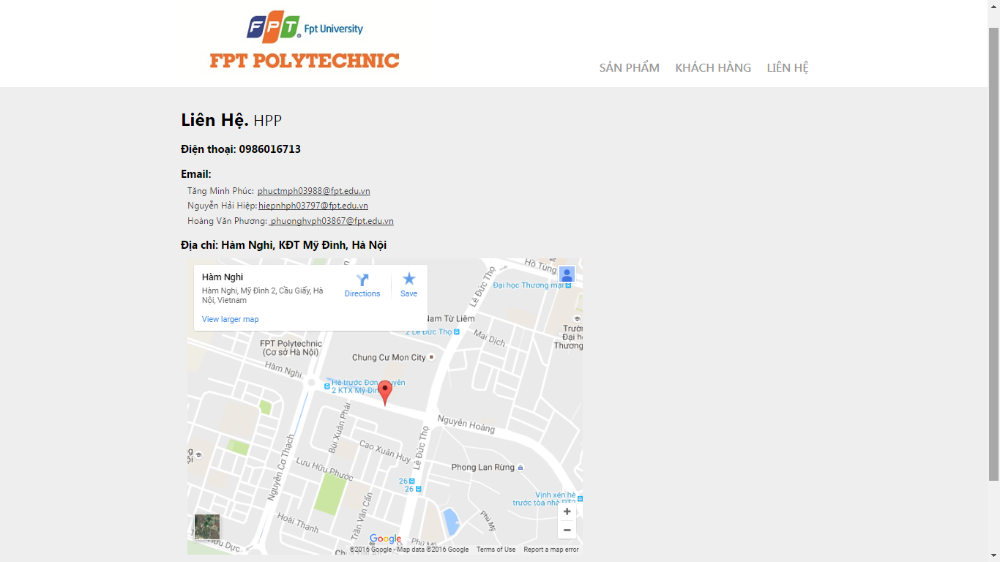 FPT Fpt University
FPT POLYTECHNIC
SẢN PHẨM KHÁCH HÀNG LIÊN HỆ
Liên Hệ. HPP
Điện thoại: 0986016713
Email:
Tăng Minh Phúc: phuctmph03988@fpt.edu.vn
Nguyễn Hải Hiệp: hiepnhph03797@fpt.edu.vn
Hoàng Văn Phương: phuonghvph03867@fpt.edu.vn
Địa chỉ: Hàm Nghi, KĐT Mỹ Đình, Hà Nội
Hàm Nghi
Hàm Nghi, Mỹ Đình 2, Cầu Giấy, Hà
Nội, Vietnam
View larger map
Directions
Save
Hồ Tùng
Đại học Thương mại
Lê Đức Thọ
Nam Từ Liêm
2 Lê Đức Thọ
Mai Dịch
Trườn
Đại h
Thương
FPT Polytechnic
(Cơ sở Hà Nội)
Chung Cư Mon City
Hàm Nghi
Hè trước Đơn nguyên
2 KTX Mỹ Đìn
Nguyễn Hoàng
Bùi Xuân Phái
Cao Xuân Huy
Lê Đức Thọ
Nguyễn Cơ Thạch
Lưu Hữu Phước
Phong Lan Rừng
26
26
Vịnh xén hè
trước tòa nhà
Trần Văn Cẩn
Hoài Thanh
Phú Mỹ
Hữu Dực
+
−
Google
©2016 Google - Map data ©2016 Google Terms of Use Report a map error